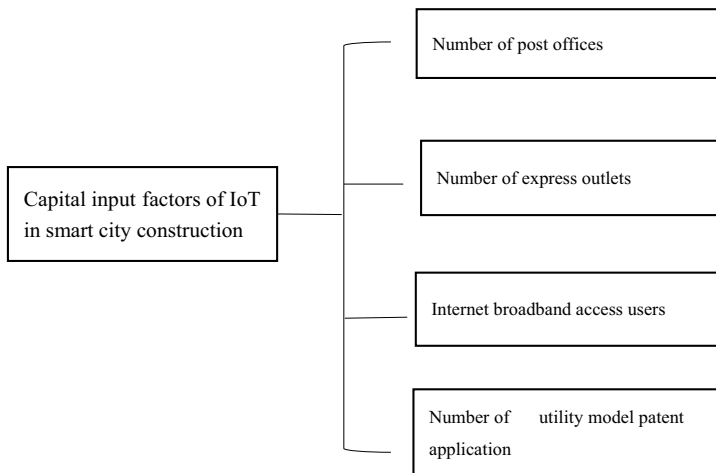 Number of post offices
Number of express outlets
Capital input factors of IoT
in smart city construction
Internet broadband access users
Number of utility model patent
application